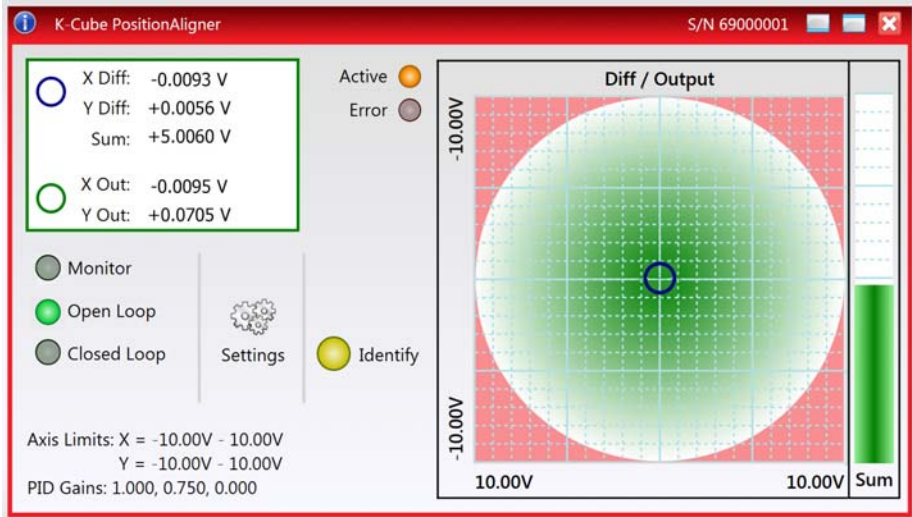 K-Cube PositionAligner
S/N 69000001
X Diff: -0.0093 V
Y Diff: +0.0056 V
Sum: +5.0060 V
X Out: -0.0095 V
Y Out: +0.0705 V
Active
Error
Monitor
Open Loop
Closed Loop
Settings
Identify
Axis Limits: X = -10.00V - 10.00V
Y = -10.00V - 10.00V
PID Gains: 1.000, 0.750, 0.000
Diff / Output
-10.00V
-10.00V
10.00V
10.00V
Sum